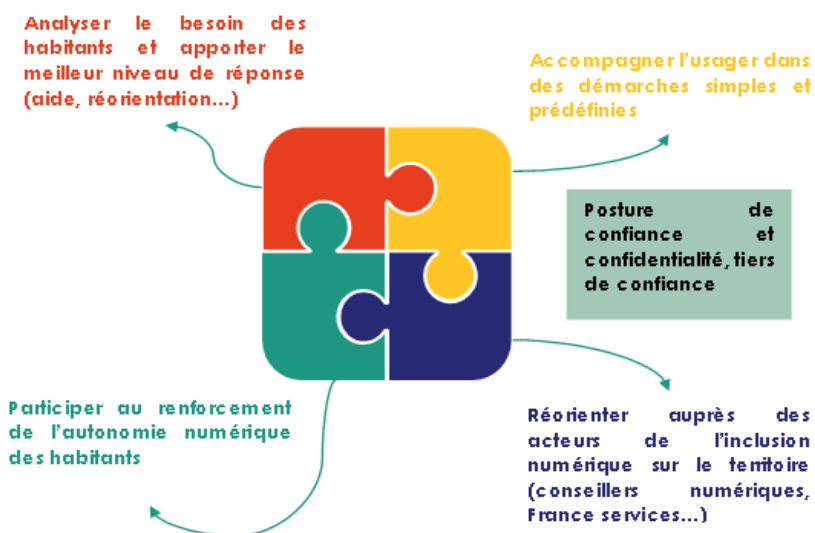 Analyser le besoin des
habitants et apporter le
meilleur niveau de réponse
(aide, réorientation...)
Accompagner l'usager dans
des démarches simples et
prédéfinies
Posture de
confiance et
confidentialité, tiers
de confiance
Participer au renforcement
de l'autonomie numérique
des habitants
Réorienter auprès des
acteurs de l'inclusion
numérique sur le territoire
(conseillers numériques,
France services...)